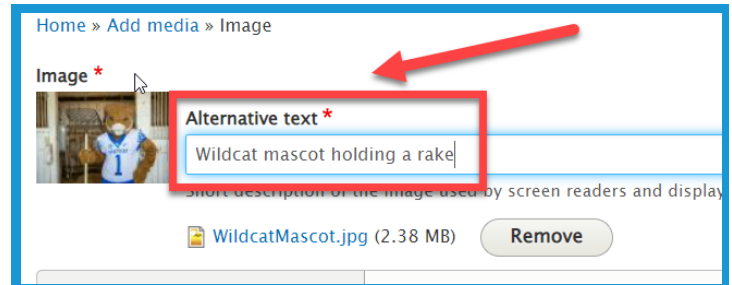 Home » Add media » Image
Image *
Alternative text *
Wildcat mascot holding a rake
Short description of the image used by screen readers and display
WildcatMascot.jpg (2.38 MB)
Remove
1